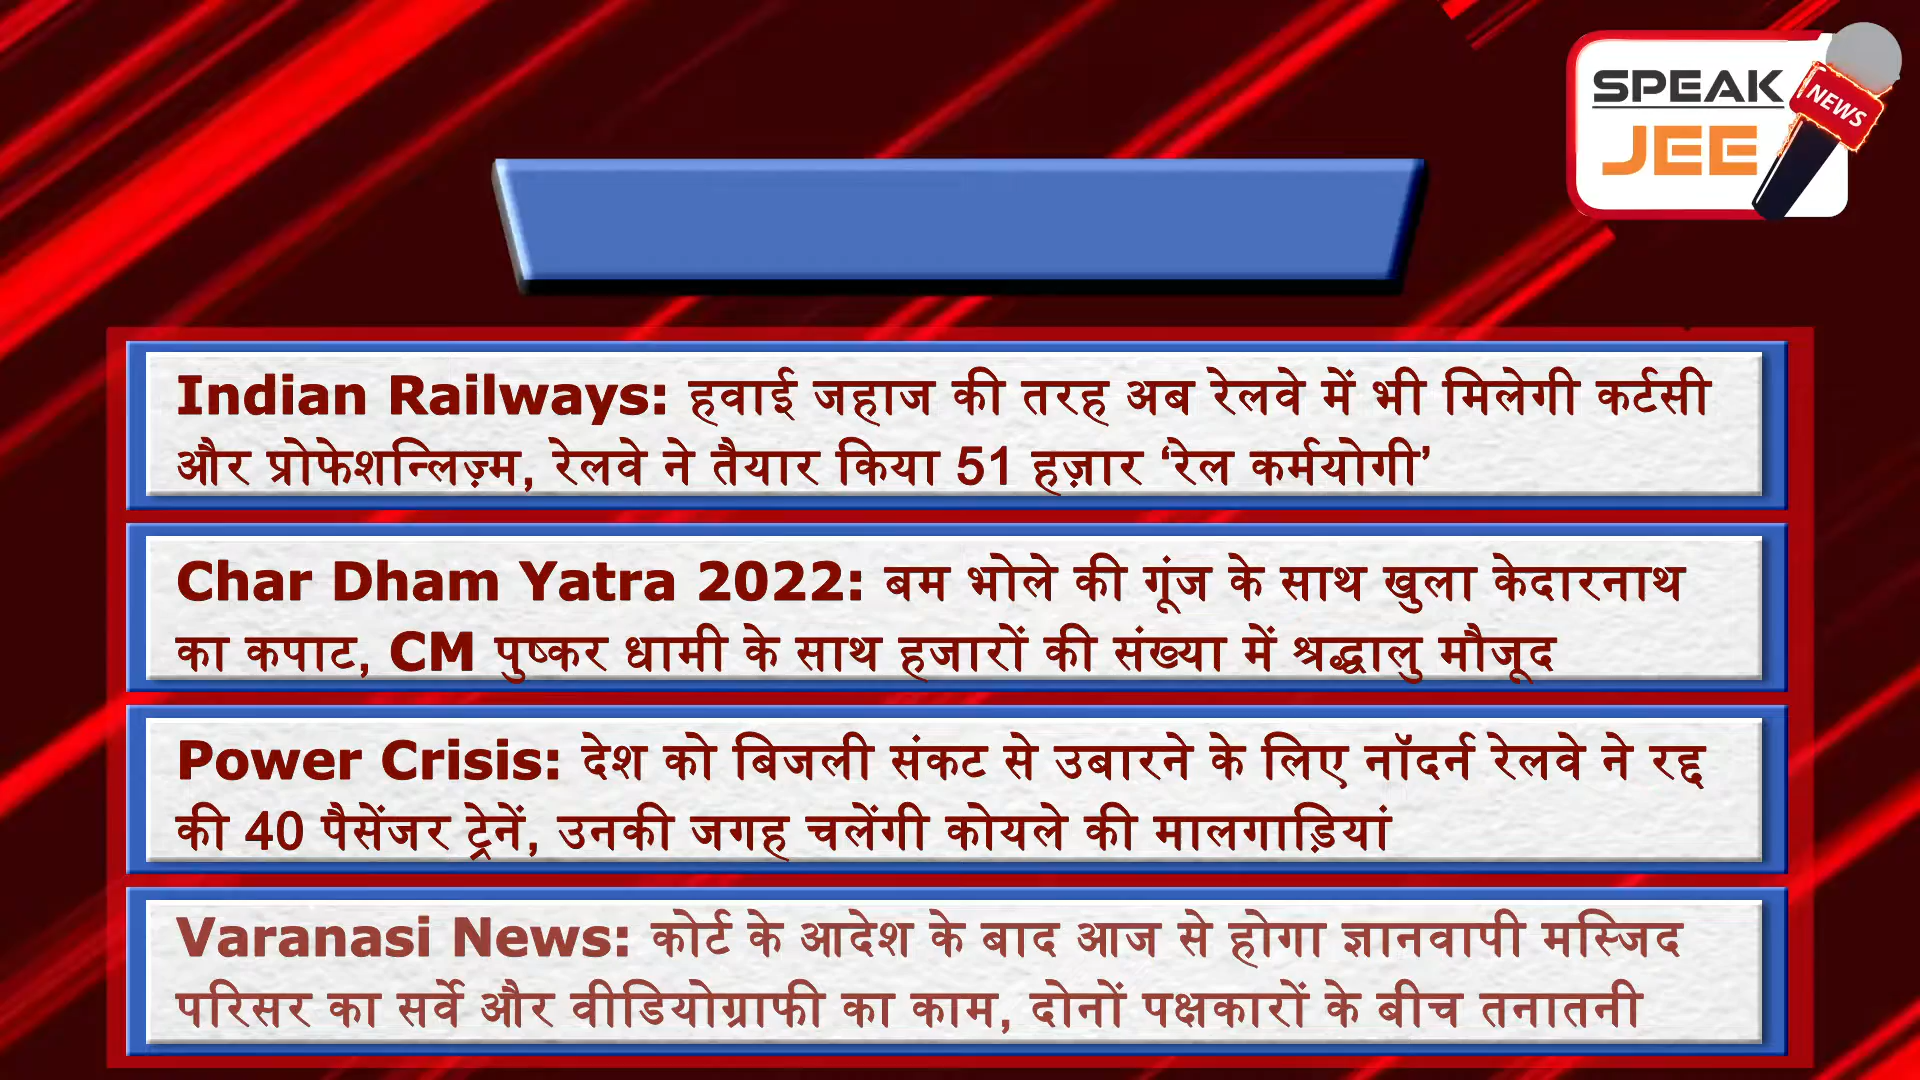 SPEAK
JEE
NEWS
Indian Railways: हवाई जहाज की तरह अब रेलवे में भी मिलेगी कर्टसी
और प्रोफेशन्लिज़्म, रेलवे ने तैयार किया 51 हज़ार ‘रेल कर्मयोगी’
Char Dham Yatra 2022: बम भोले की गूंज के साथ खुला केदारनाथ
का कपाट, CM पुष्कर धामी के साथ हजारों की संख्या में श्रद्धालु मौजूद
Power Crisis: देश को बिजली संकट से उबारने के लिए नॉदर्न रेलवे ने रद्द
की 40 पैसेंजर ट्रेनें, उनकी जगह चलेंगी कोयले की मालगाड़ियां
Varanasi News: कोर्ट के आदेश के बाद आज से होगा ज्ञानवापी मस्जिद
परिसर का सर्वे और वीडियोग्राफी का काम, दोनों पक्षकारों के बीच तनातनी